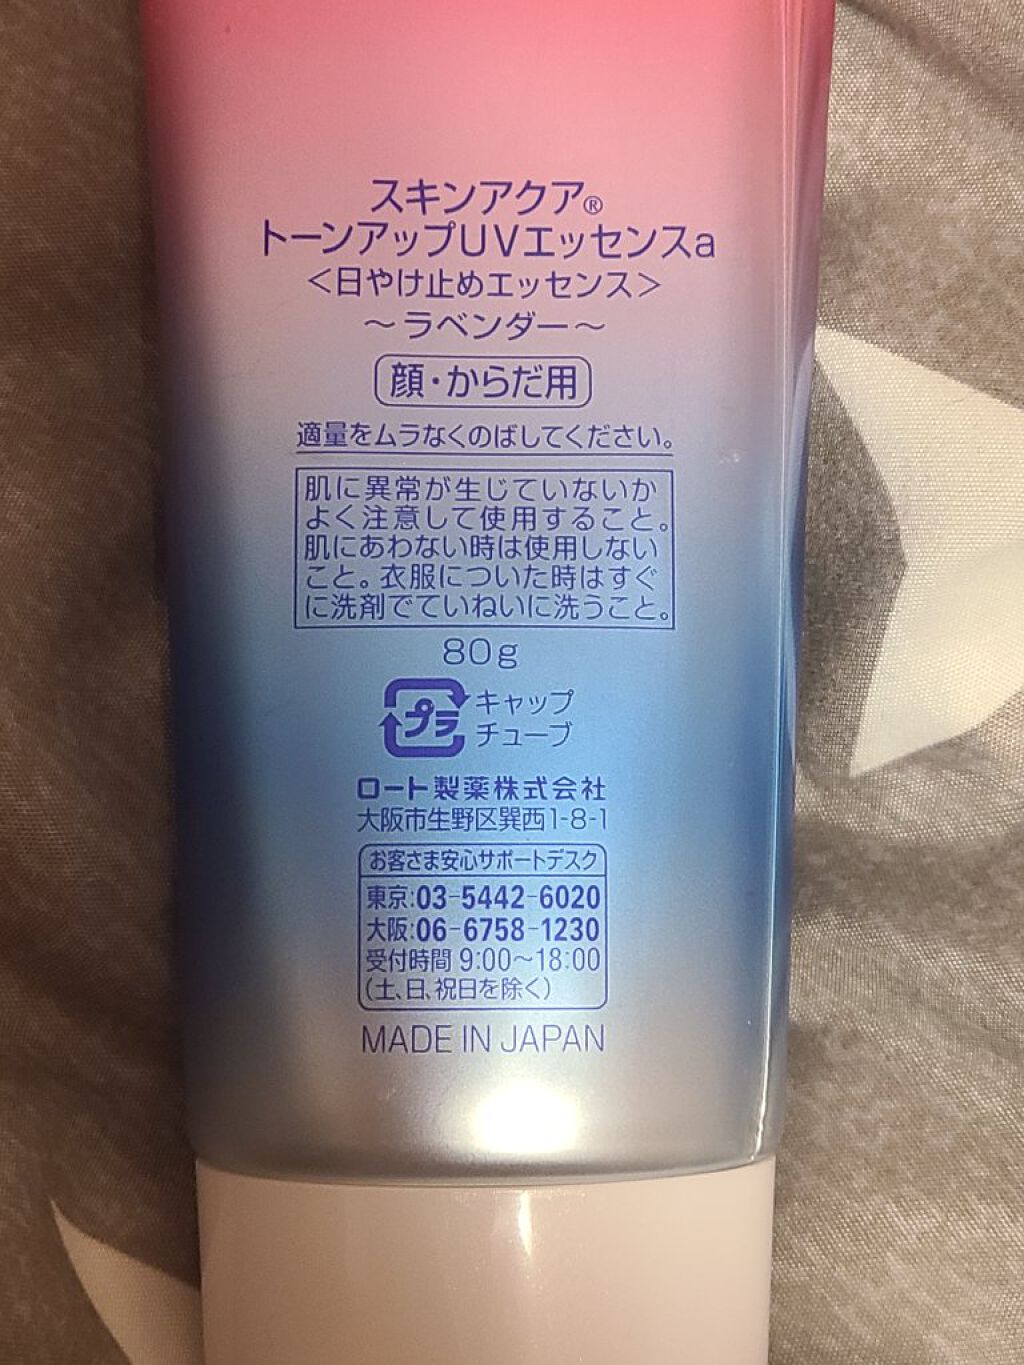 スキンアクア®
トーンアップUVエッセンスa
＜日やけ止めエッセンス＞
～ラベンダー～
顔・からだ用
適量をムラなくのばしてください。
肌に異常が生じていないか
よく注意して使用すること。
肌にあわない時は使用しない
こと。衣服についた時はすぐ
に洗剤でていねいに洗うこと。
80g
プラ
キャップ
チューブ
ロート製薬株式会社
大阪市生野区巽西1-8-1
お客さま安心サポートデスク
東京:03-5442-6020
大阪:06-6758-1230
受付時間 9:00～18:00
(土、日、祝日を除く)
MADE IN JAPAN